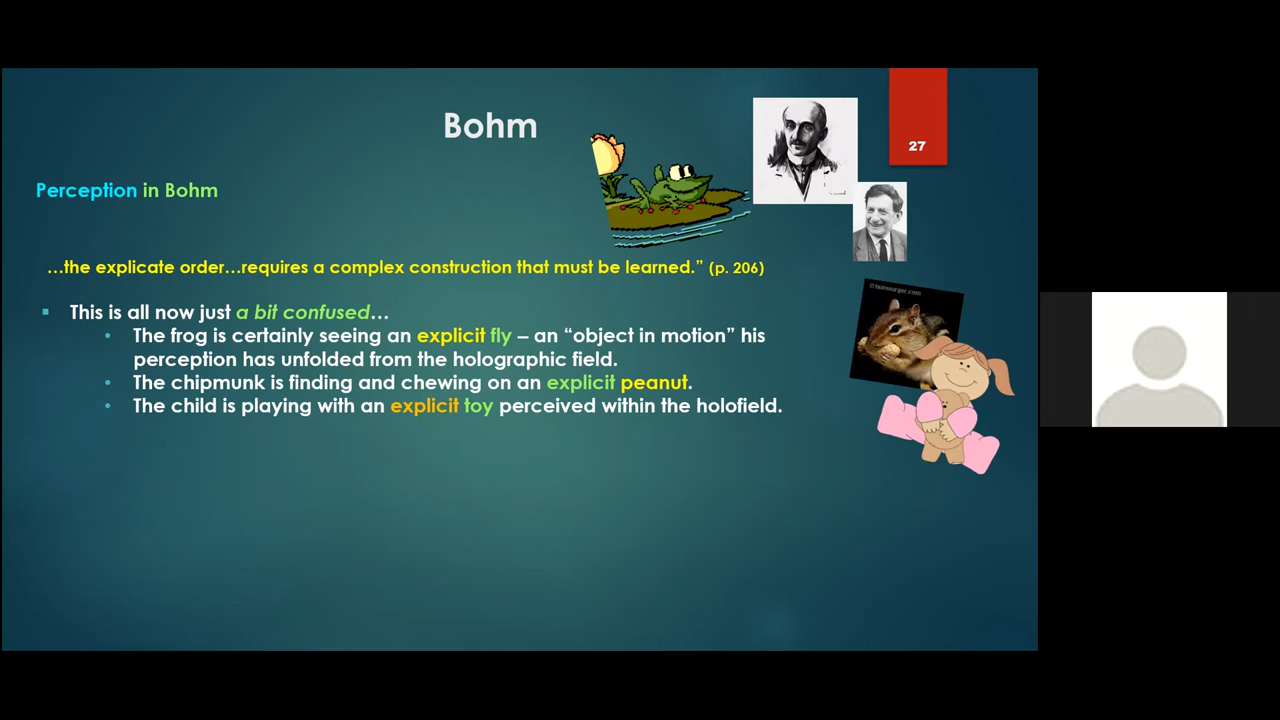 Bohm
27
Perception in Bohm
…the explicate order…requires a complex construction that must be learned.” (p. 206)
This is all now just a bit confused…
The frog is certainly seeing an explicit fly – an “object in motion” his
perception has unfolded from the holographic field.
The chipmunk is finding and chewing on an explicit peanut.
The child is playing with an explicit toy perceived within the holofield.